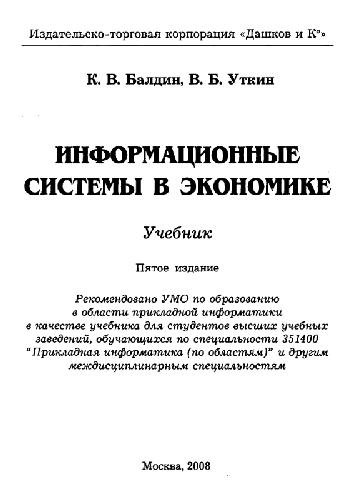 Издательско-торговая корпорация «Дашков и К°»
К. В. Балдин, В. Б. Уткин
ИНФОРМАЦИОННЫЕ
СИСТЕМЫ В ЭКОНОМИКЕ
Учебник
Пятое издание
Рекомендовано УМО по образованию
в области прикладной информатики
в качестве учебника для студентов высших учебных
заведений, обучающихся по специальности 351400
"Прикладная информатика (по областям)" и другим
междисциплинарным специальностям
Москва, 2008